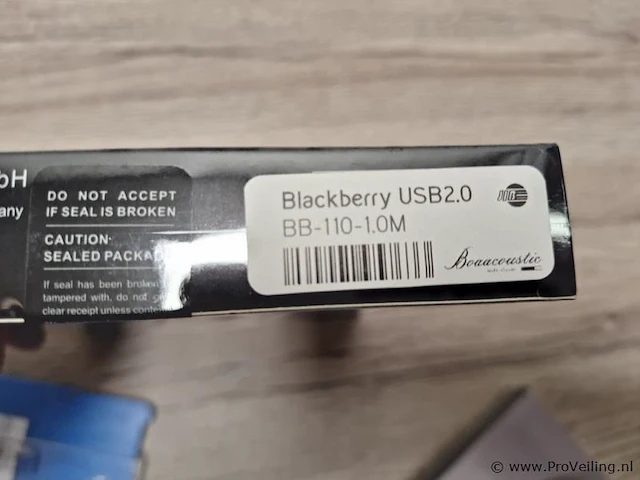 bH
any
DO NOT ACCEPT
IF SEAL IS BROKEN
CAUTION:
SEALED PACKA
If seal has been broken
tampered with, do not
clear receipt unless conte
Blackberry USB2.0
BB-110-1.0M
Boaacoustic
© www.ProVeiling.nl